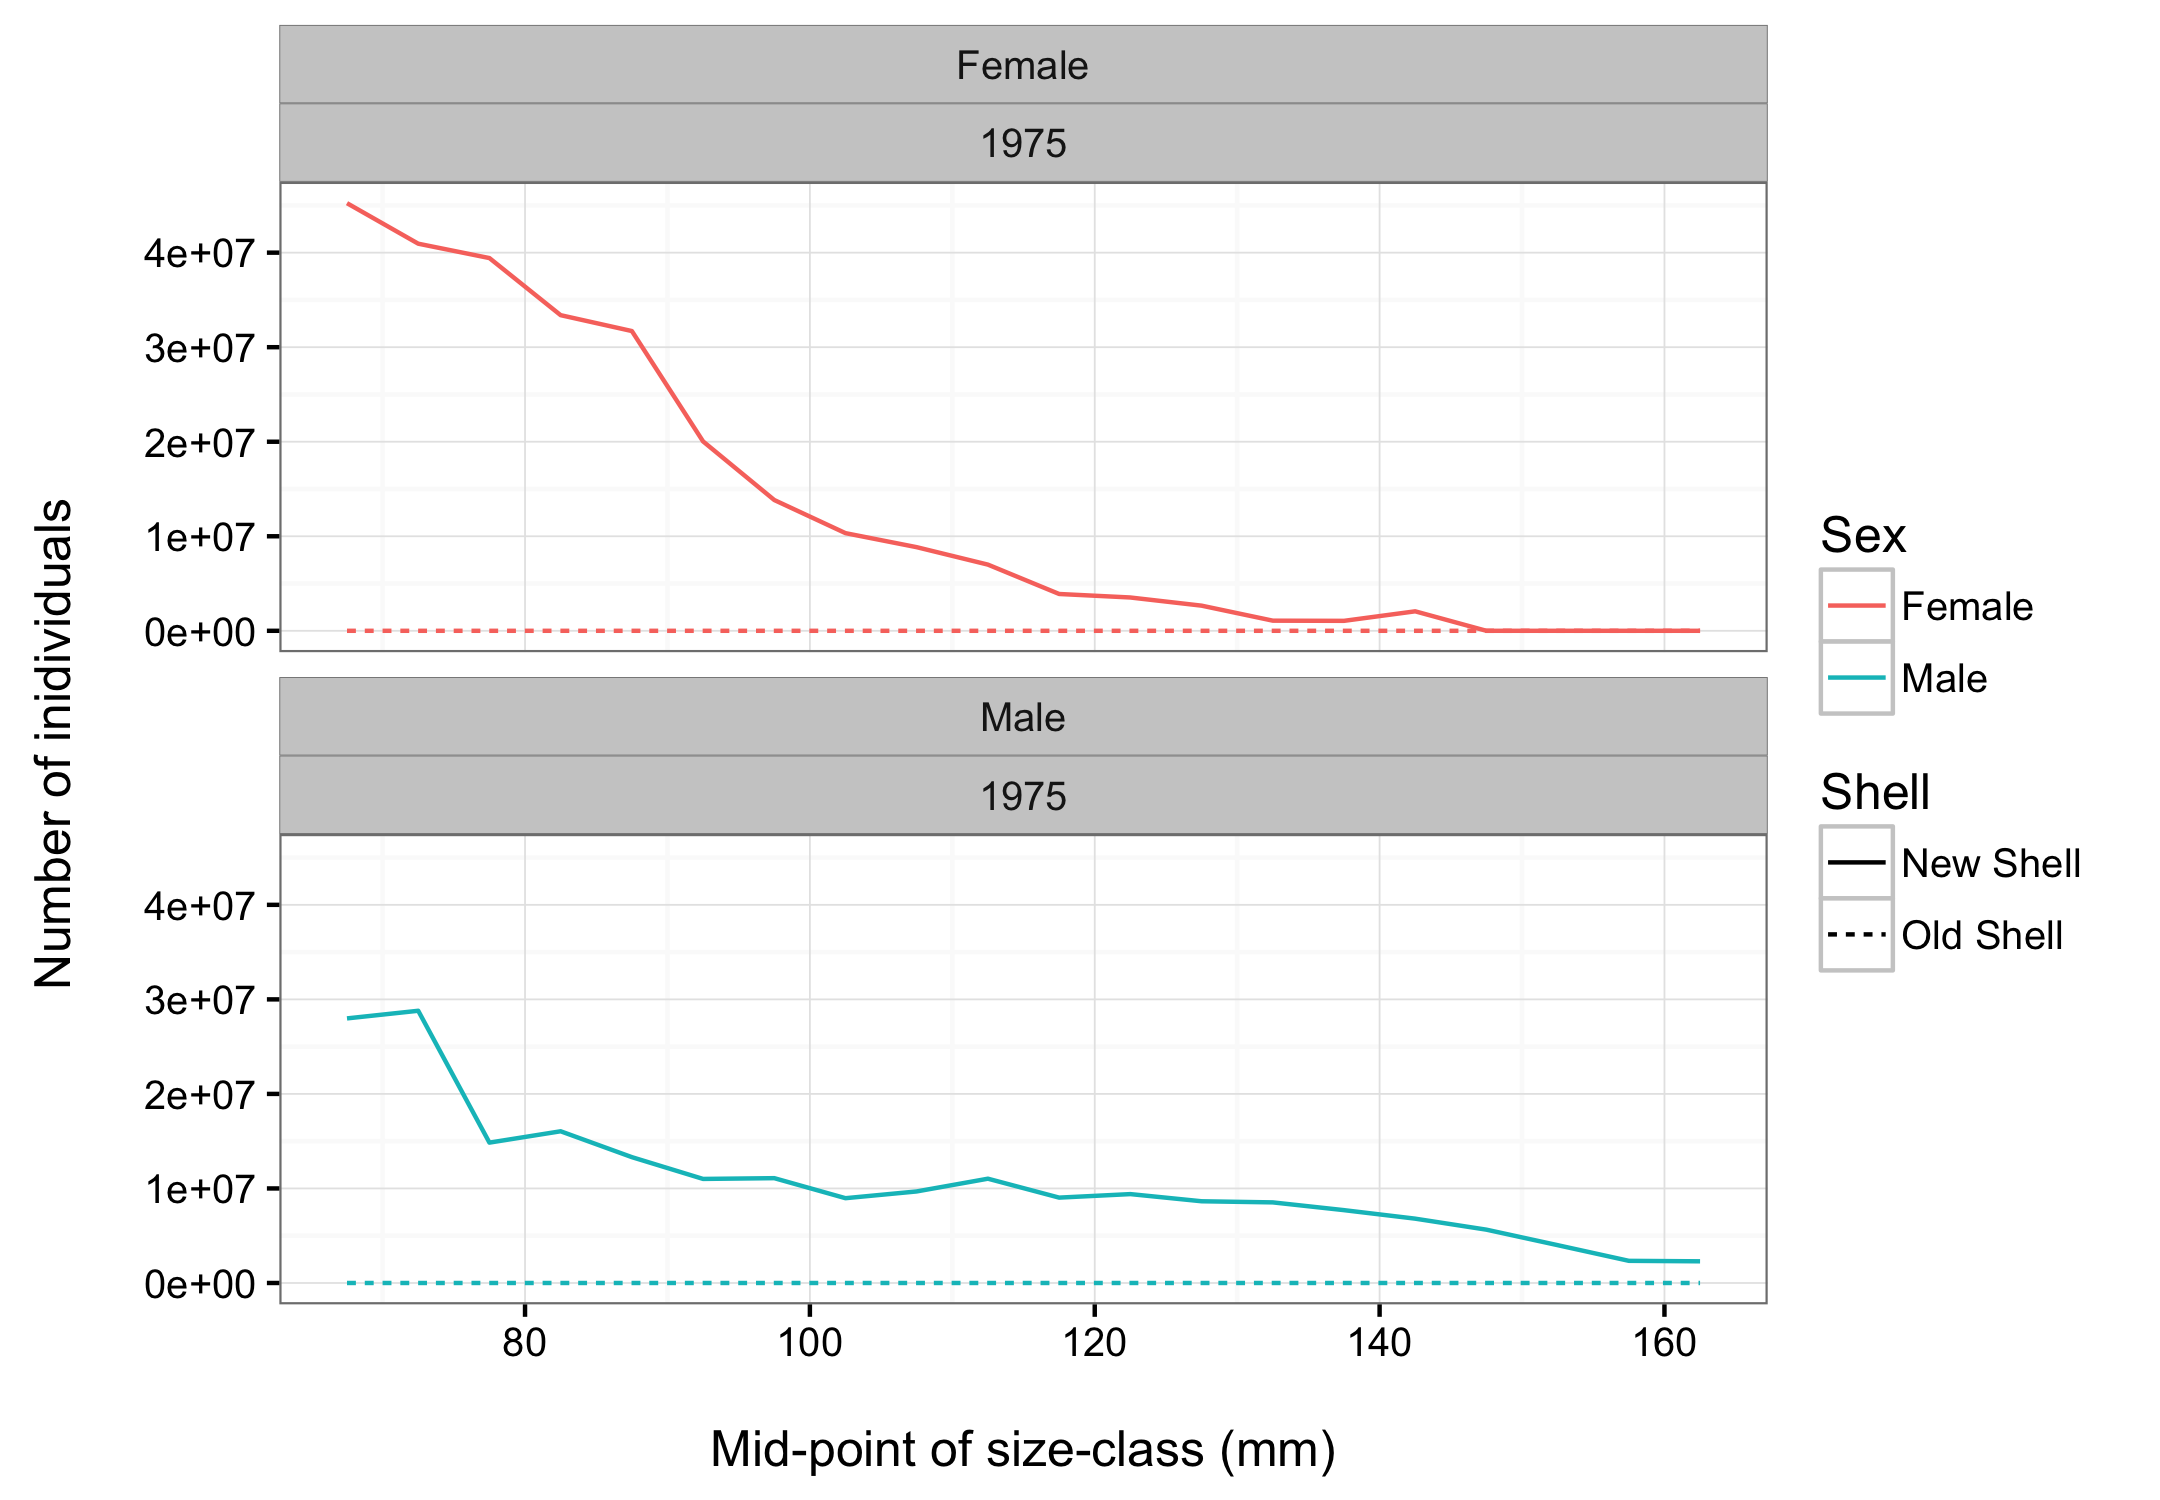 Female
1975
4e+07
3e+07
2e+07
1e+07
0e+00
Male
1975
4e+07
3e+07
2e+07
1e+07
0e+00
80 100 120 140 160
Mid-point of size-class (mm)
Number of inidividuals
Sex
Female
Male
Shell
New Shell
Old Shell